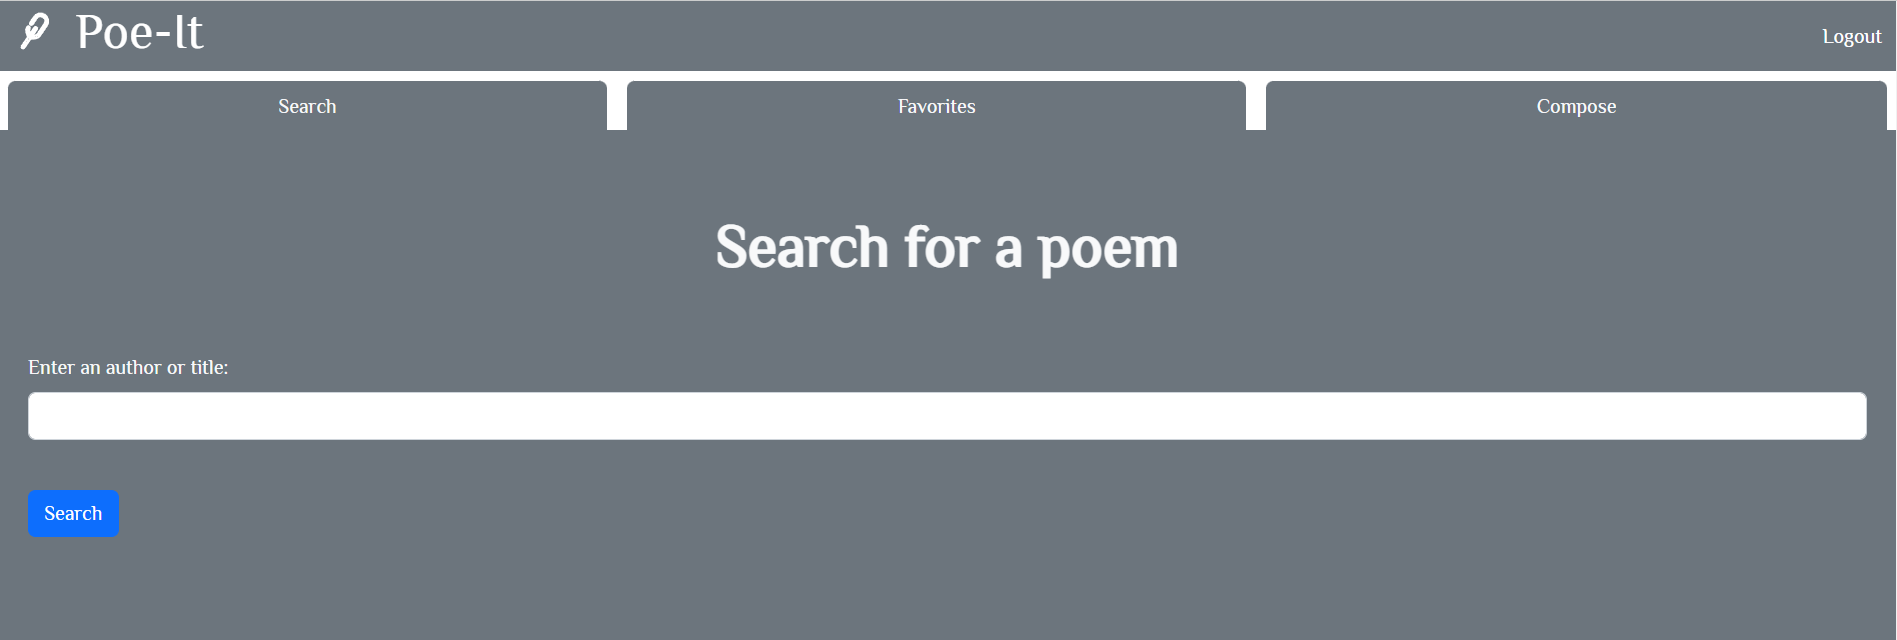 Poe-It
Logout
Search
Favorites
Compose
Search for a poem
Enter an author or title:
Search